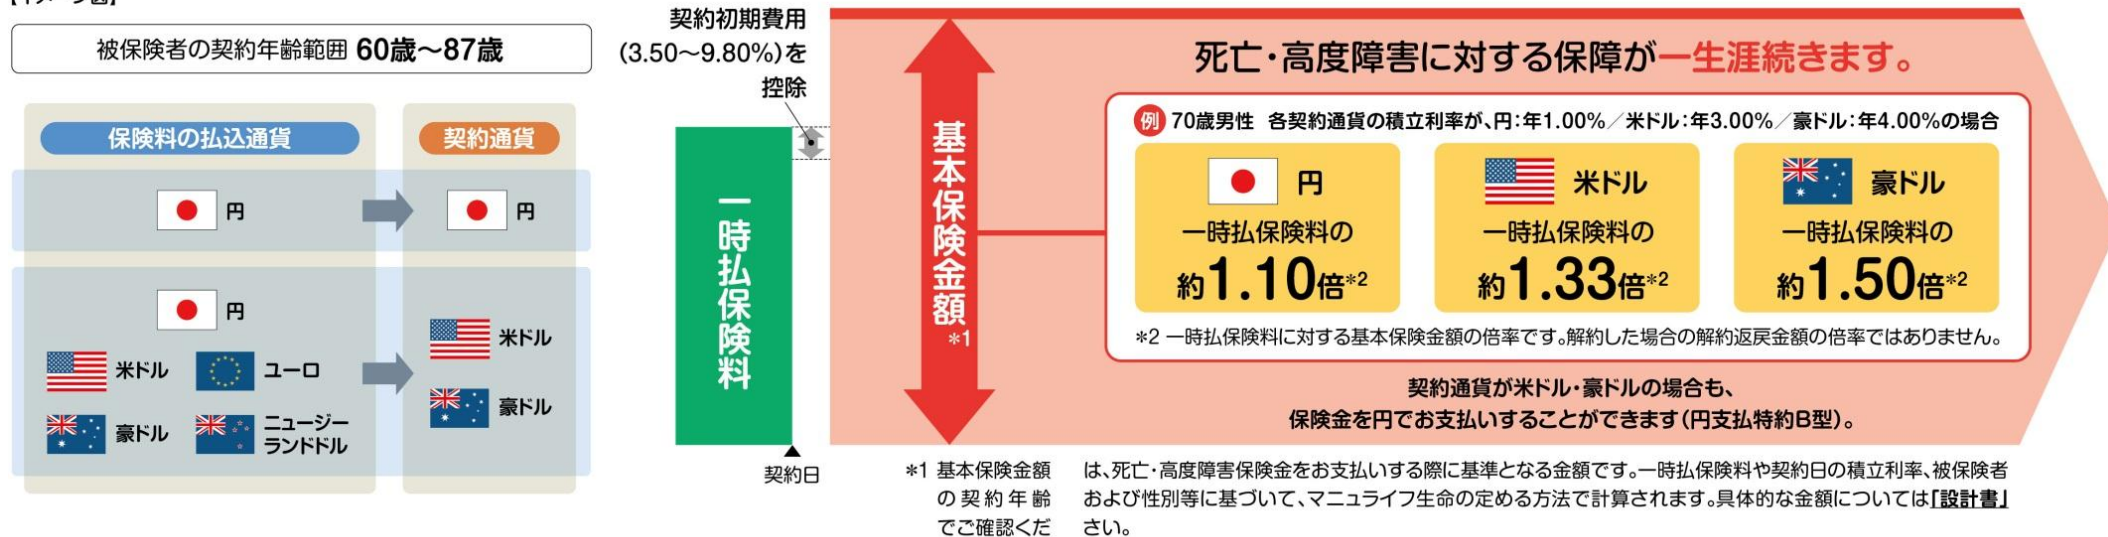 被保険者の契約年齢範囲 60歳～87歳
保険料の払込通貨
契約通貨
円
円
円
米ドル
ユーロ
豪ドル
ニュージー
ランドドル
米ドル
豪ドル
契約初期費用
(3.50～9.80%)を
控除
一時払保険料
契約日
基本保険金額*1
死亡・高度障害に対する保障が一生涯続きます。
例 70歳男性 各契約通貨の積立利率が、円：年1.00%／米ドル：年3.00%／豪ドル：年4.00%の場合
円
一時払保険料の
約1.10倍*2
米ドル
一時払保険料の
約1.33倍*2
豪ドル
一時払保険料の
約1.50倍*2
*2 一時払保険料に対する基本保険金額の倍率です。解約した場合の解約返戻金額の倍率ではありません。
契約通貨が米ドル・豪ドルの場合も、
保険金を円でお支払いすることができます(円支払特約B型)。
*1 基本保険金額は、死亡・高度障害保険金をお支払いする際に基準となる金額です。一時払保険料や契約日の積立利率、被保険者
の契約年齢および性別等に基づいて、マニュライフ生命の定める方法で計算されます。具体的な金額については「設計書」
でご確認ください。